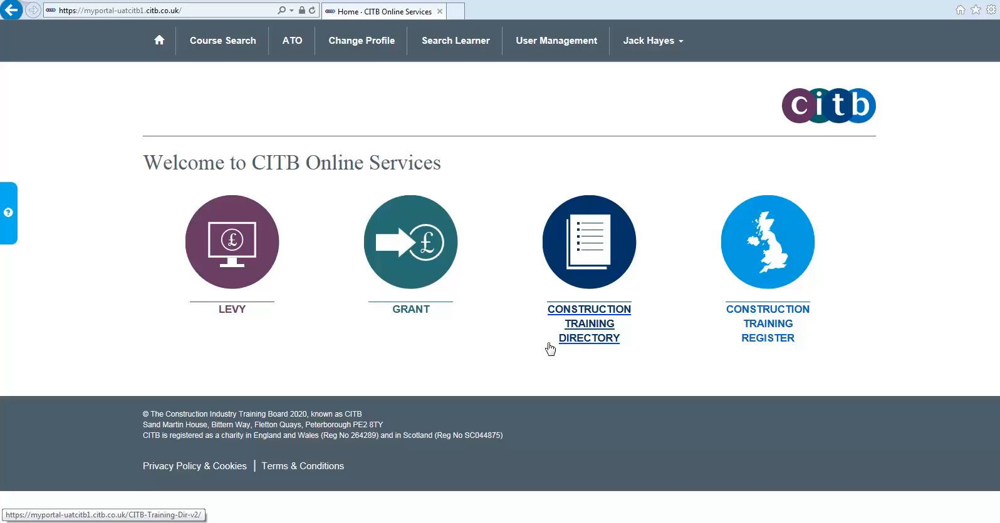 https://myportal-uatcitb1.citb.co.uk/
Home · CITB Online Services
Course Search
ATO
Change Profile
Search Learner
User Management
Jack Hayes
citb
Welcome to CITB Online Services
£
£
LEVY
GRANT
CONSTRUCTION
TRAINING
DIRECTORY
CONSTRUCTION
TRAINING
REGISTER
© The Construction Industry Training Board 2020, known as CITB
Sand Martin House, Bittern Way, Fletton Quays, Peterborough PE2 8TY
CITB is registered as a charity in England and Wales (Reg No 264289) and in Scotland (Reg No SC044875)
Privacy Policy & Cookies | Terms & Conditions
https://myportal-uatcitb1.citb.co.uk/CITB-Training-Dir-v2/